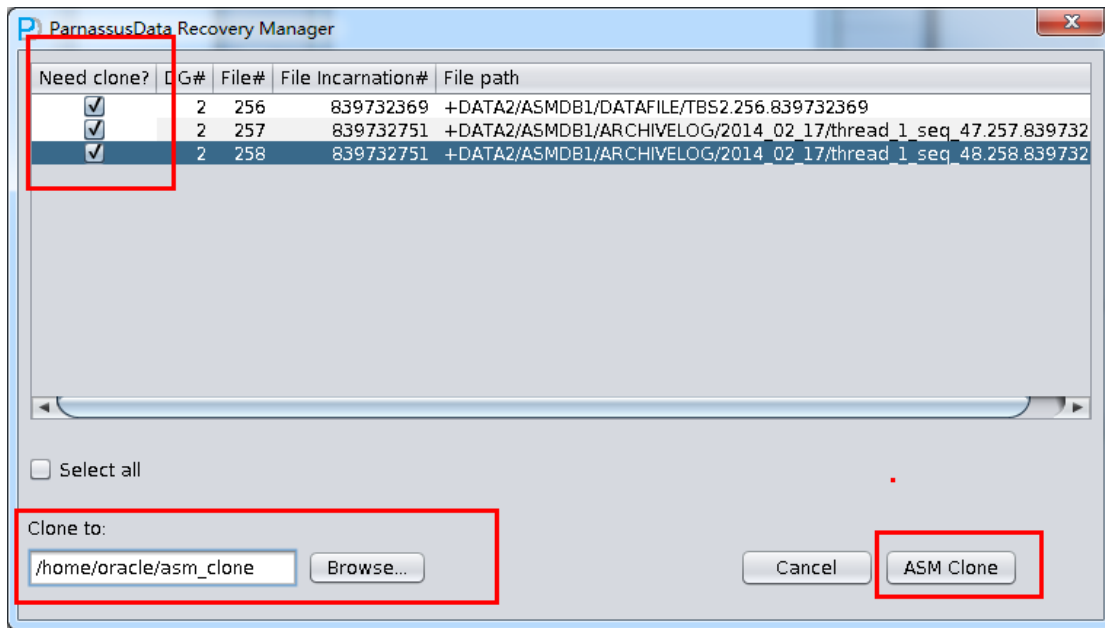 ParnassusData Recovery Manager
Need clone? DG# File# File Incarnation# File path
2 256 839732369 +DATA2/ASMDB1/DATAFILE/TBS2.256.839732369
2 257 839732751 +DATA2/ASMDB1/ARCHIVELOG/2014_02_17/thread_1_seq_47.257.839732
2 258 839732751 +DATA2/ASMDB1/ARCHIVELOG/2014_02_17/thread_1_seq_48.258.839732
Select all
Clone to:
/home/oracle/asm_clone Browse... Cancel ASM Clone